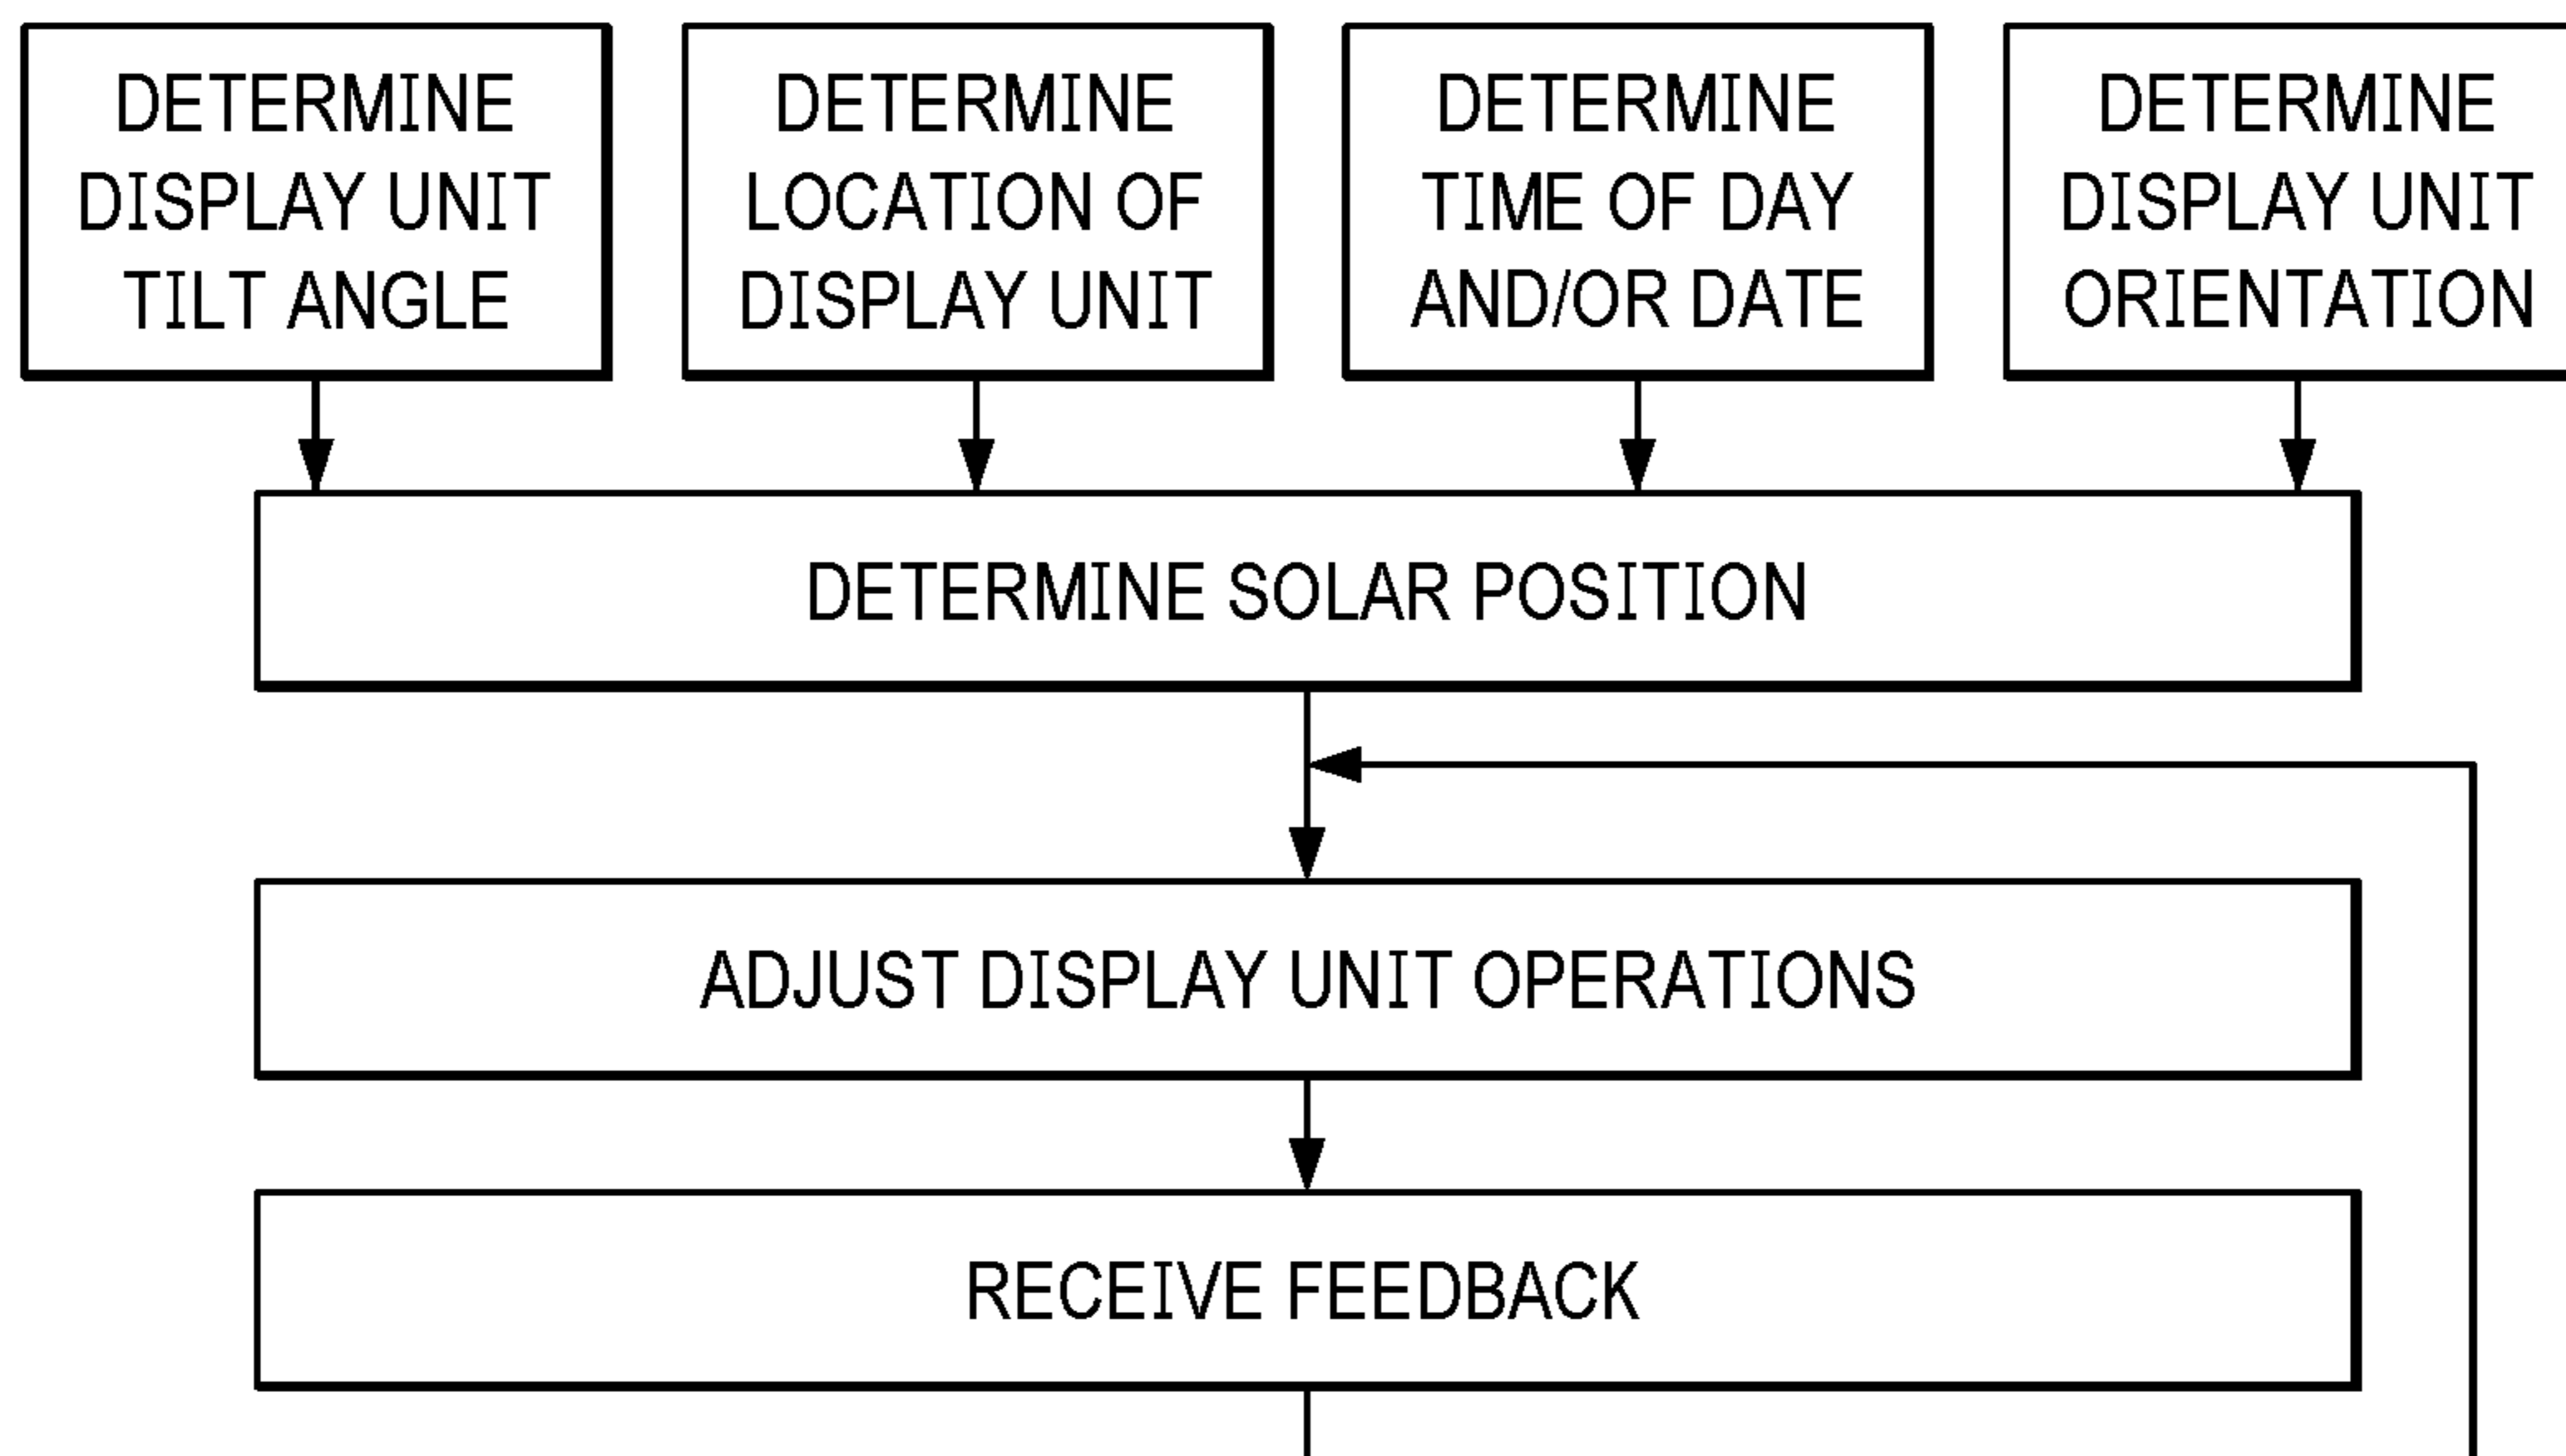 DETERMINE
DISPLAY UNIT
TILT ANGLE
DETERMINE
LOCATION OF
DISPLAY UNIT
DETERMINE
TIME OF DAY
AND/OR DATE
DETERMINE
DISPLAY UNIT
ORIENTATION
DETERMINE SOLAR POSITION
ADJUST DISPLAY UNIT OPERATIONS
RECEIVE FEEDBACK